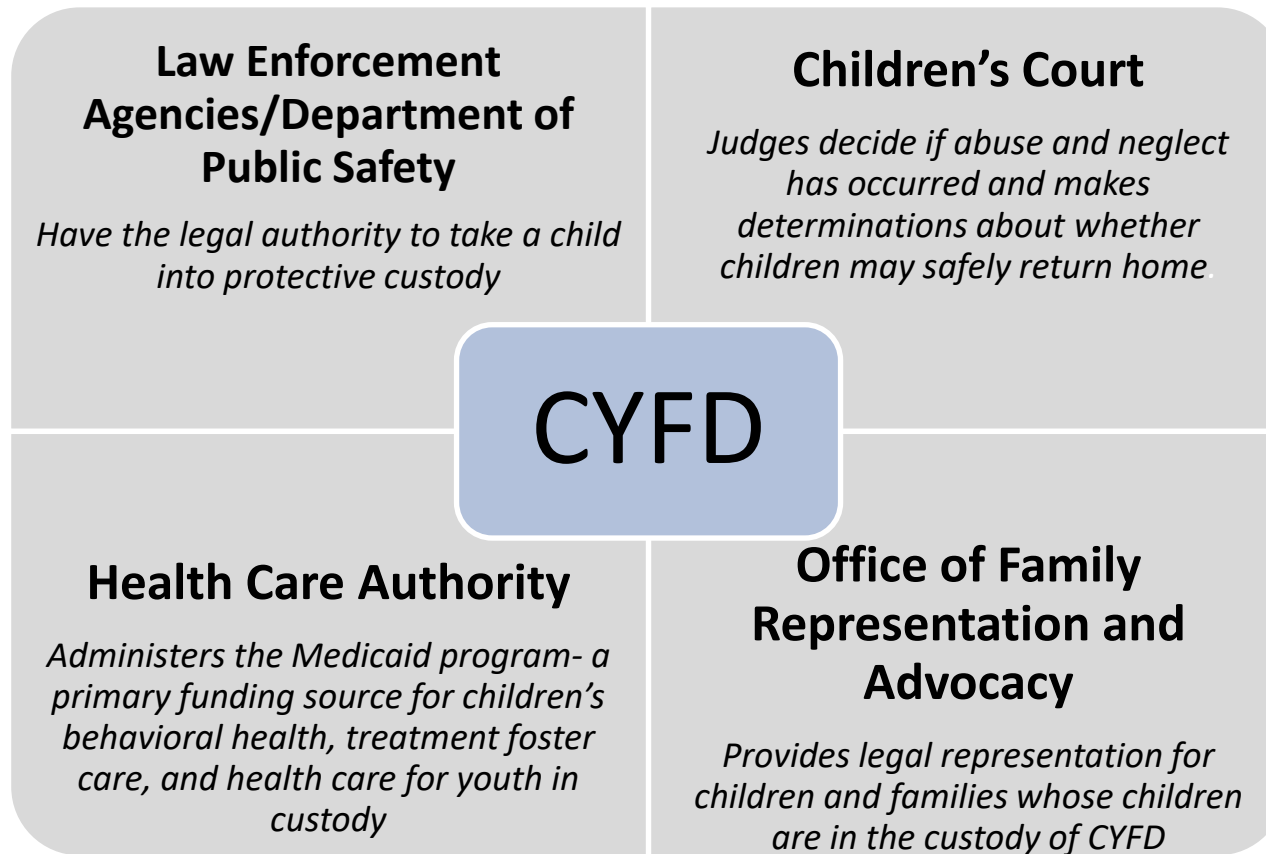 Law Enforcement
Agencies/Department of
Public Safety
Have the legal authority to take a child
into protective custody
Children’s Court
Judges decide if abuse and neglect
has occurred and makes
determinations about whether
children may safely return home.
CYFD
Health Care Authority
Administers the Medicaid program- a
primary funding source for children’s
behavioral health, treatment foster
care, and health care for youth in
custody
Office of Family
Representation and
Advocacy
Provides legal representation for
children and families whose children
are in the custody of CYFD